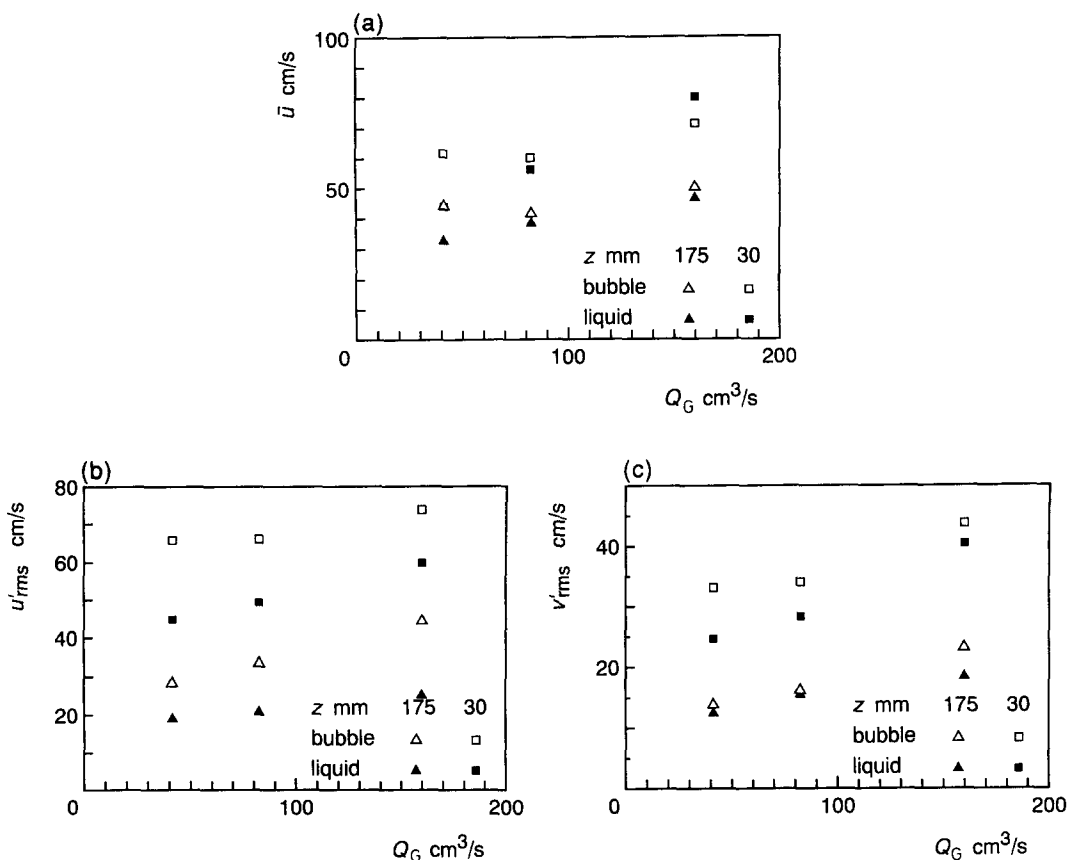 (a)
100
ū cm/s
50
z mm 175 30
bubble △ □
liquid ▲ ■
0 100 200
Q_G cm³/s
(b)
80
u'rms cm/s
60
40
20
z mm 175 30
bubble △ □
liquid ▲ ■
0 100 200
Q_G cm³/s
(c)
v'rms cm/s
40
20
z mm 175 30
bubble △ □
liquid ▲ ■
0 100 200
Q_G cm³/s